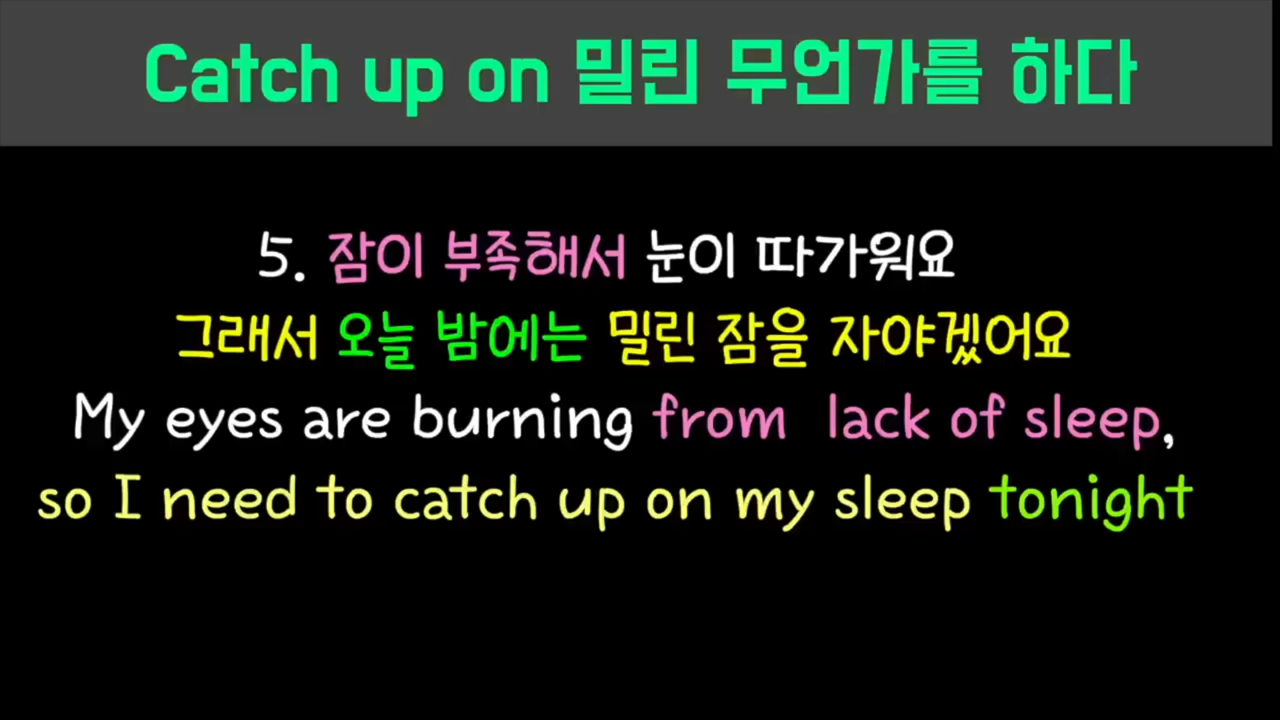 Catch up on 밀린 무언가를 하다
5. 잠이 부족해서 눈이 따가워요
그래서 오늘 밤에는 밀린 잠을 자야겠어요
My eyes are burning from lack of sleep,
so I need to catch up on my sleep tonight